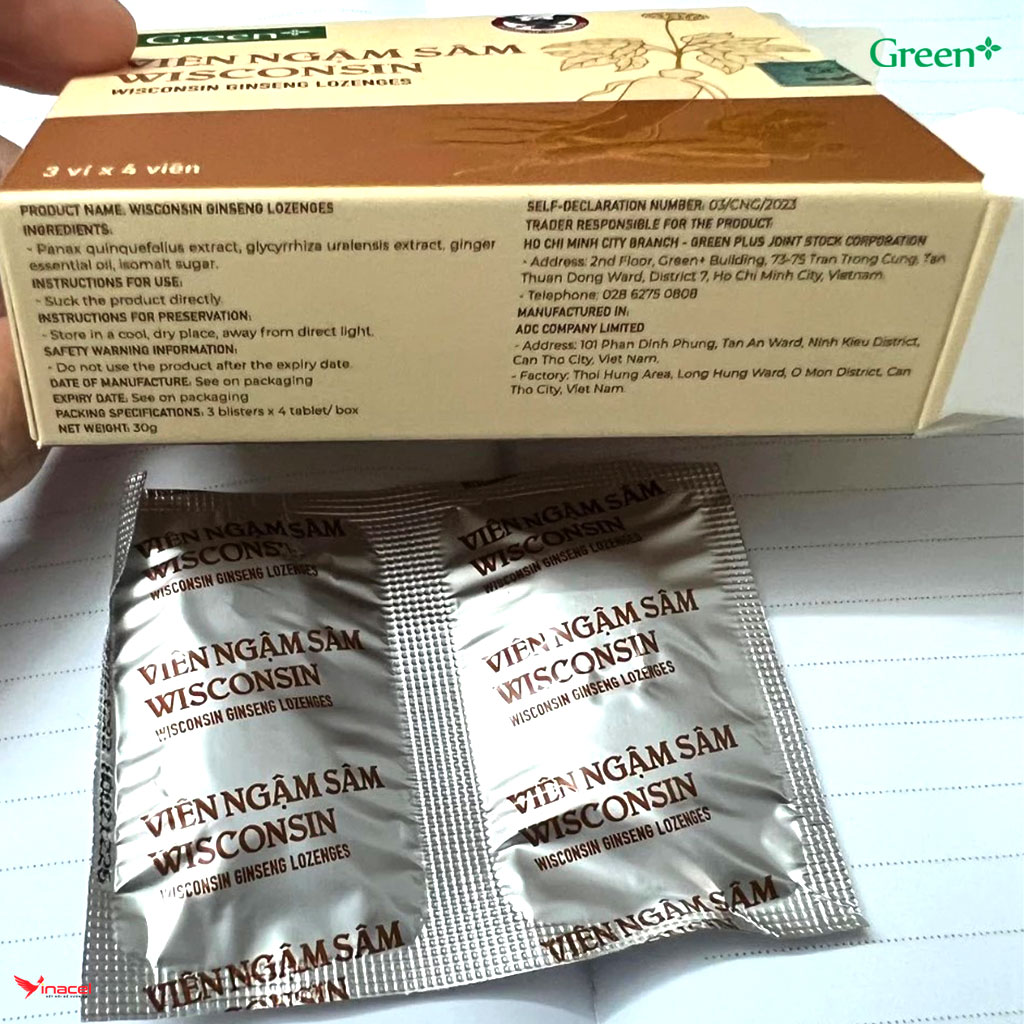 Green+
Green+
VIÊN NGẬM SÂM
WISCONSIN
WISCONSIN GINSENG LOZENGES
3 vỉ x 4 viên
PRODUCT NAME: WISCONSIN GINSENG LOZENGES
INGREDIENTS:
- Panax quinquefolius extract, glycyrrhiza uralensis extract, ginger
essential oil, isomalt sugar.
INSTRUCTIONS FOR USE:
- Suck the product directly.
INSTRUCTIONS FOR PRESERVATION:
- Store in a cool, dry place, away from direct light.
SAFETY WARNING INFORMATION:
- Do not use the product after the expiry date.
DATE OF MANUFACTURE: See on packaging
EXPIRY DATE: See on packaging
PACKING SPECIFICATIONS: 3 blisters x 4 tablet/ box
NET WEIGHT: 30g
SELF-DECLARATION NUMBER: 03/CNG/2023
TRADER RESPONSIBLE FOR THE PRODUCT:
HO CHI MINH CITY BRANCH - GREEN PLUS JOINT STOCK CORPORATION
- Address: 2nd Floor, Green+ Building, 73-75 Tran Trong Cung, Tan
Thuan Dong Ward, District 7, Ho Chi Minh City, Vietnam.
- Telephone: 028 6275 0808
MANUFACTURED IN:
ADC COMPANY LIMITED
- Address: 101 Phan Dinh Phung, Tan An Ward, Ninh Kieu District,
Can Tho City, Viet Nam.
- Factory: Thoi Hung Area, Long Hung Ward, O Mon District, Can
Tho City, Viet Nam.
VIÊN NGẬM SÂM
WISCONSI
WISCONSIN GINSENG LOZENGES
VIÊN NGẬM SÂM
WISCONSIN
WISCONSIN GINSENG LOZENGES
VIÊN NGẬM SÂM
WISCONSIN
WISCONSIN GINSENG LOZENGES
VIÊN NGẬM SÂM
VIÊN NGẬM SÂM
WISCONSIN
WISCONSIN GINSENG LOZENGES
VIÊN NGẬM SÂM
WISCONSIN
WISCONSIN GINSENG LOZENGES
VIÊN NGẬM SÂM
WISCONSIN
WISCONSIN GINSENG LOZENGES
VIÊN NGẬM SÂM
inacel